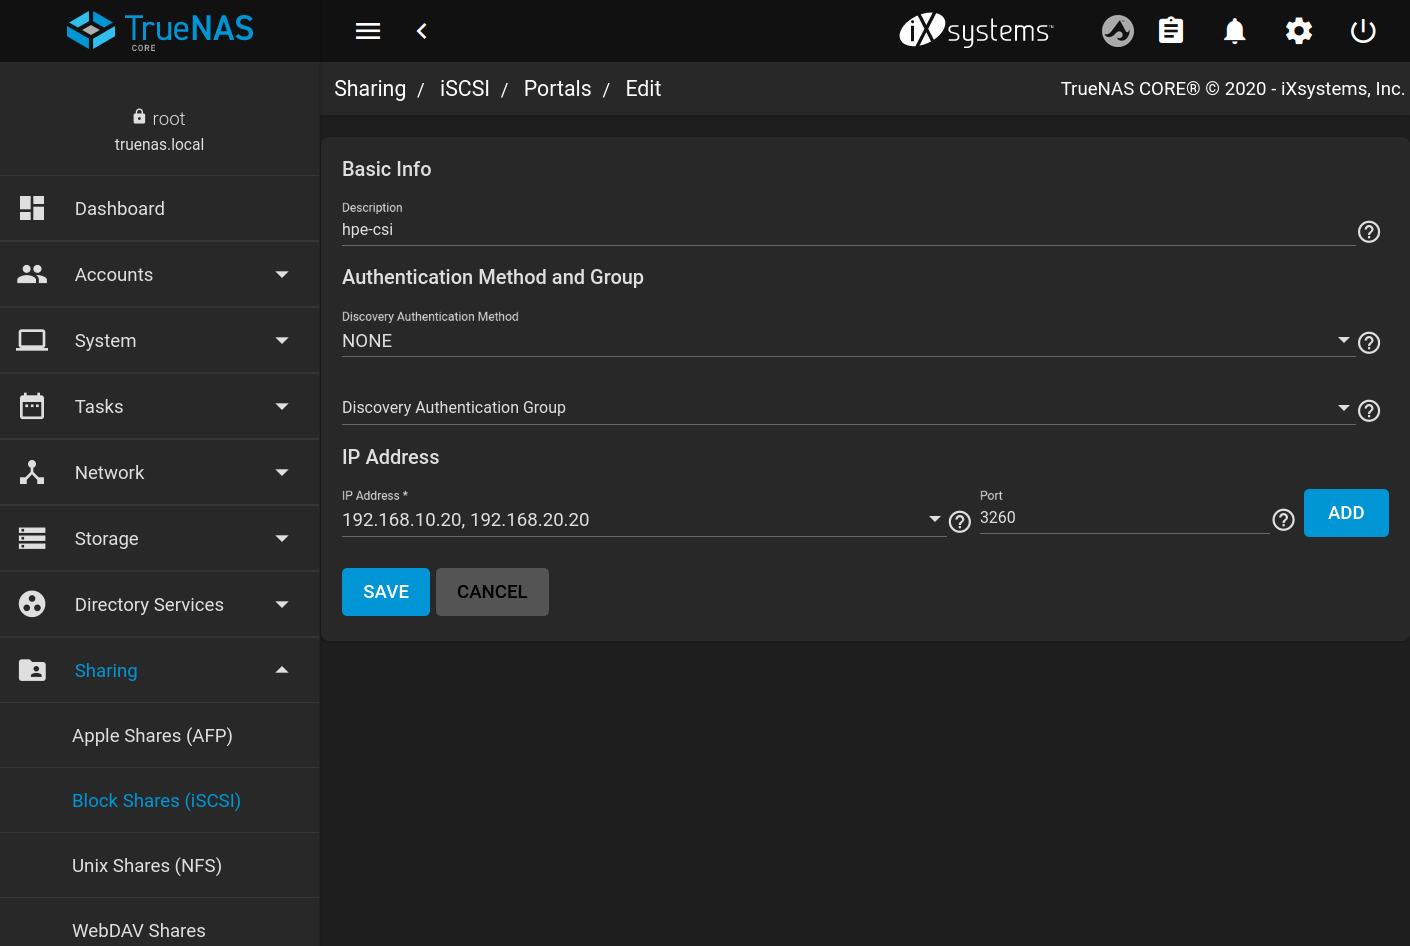 TrueNAS
CORE
iXsystems™
root
truenas.local
Dashboard
Accounts
System
Tasks
Network
Storage
Directory Services
Sharing
Apple Shares (AFP)
Block Shares (iSCSI)
Unix Shares (NFS)
WebDAV Shares
Sharing / iSCSI / Portals / Edit
TrueNAS CORE® © 2020 - iXsystems, Inc.
Basic Info
Description
hpe-csi
Authentication Method and Group
Discovery Authentication Method
NONE
Discovery Authentication Group
IP Address
IP Address *
192.168.10.20, 192.168.20.20
Port
3260
ADD
SAVE
CANCEL